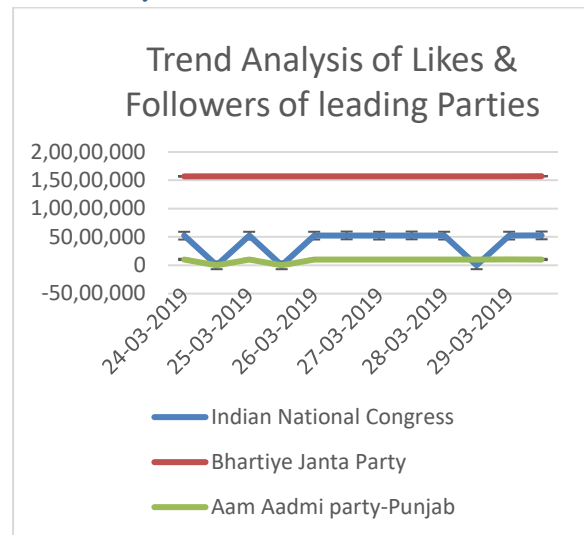 Trend Analysis of Likes &
Followers of leading Parties
2,00,00,000
1,50,00,000
1,00,00,000
50,00,000
0
-50,00,000
24-03-2019
25-03-2019
26-03-2019
27-03-2019
28-03-2019
29-03-2019
Indian National Congress
Bhartiye Janta Party
Aam Aadmi party-Punjab